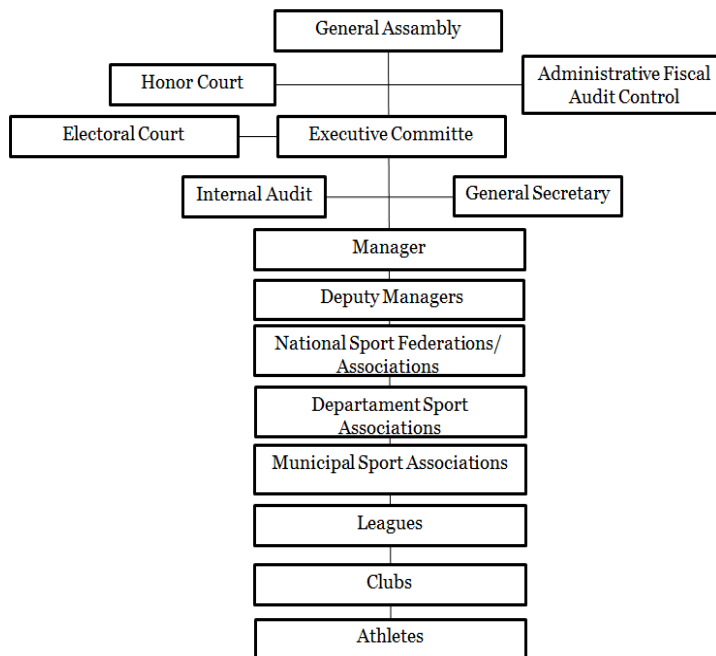 General Assambly
Honor Court
Administrative Fiscal
Audit Control
Electoral Court
Executive Committe
Internal Audit
General Secretary
Manager
Deputy Managers
National Sport Federations/
Associations
Departament Sport
Associations
Municipal Sport Associations
Leagues
Clubs
Athletes